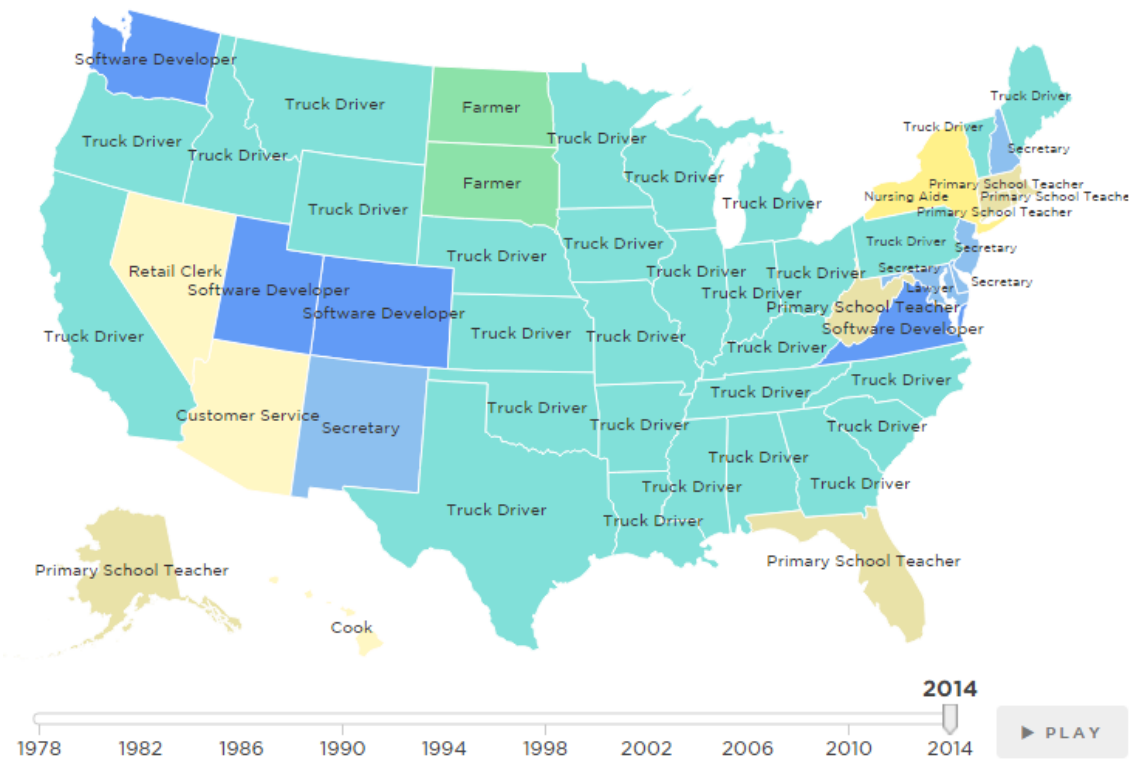 Software Developer
Truck Driver
Farmer
Truck Driver
Truck Driver
Truck Driver
Truck Driver
Truck Driver
Secretary
Truck Driver
Farmer
Primary School Teacher
Nursing Aide
Primary School Teache
Truck Driver
Truck Driver
Primary School Teacher
Truck Driver
Truck Driver
Truck Driver
Secretary
Truck Driver
Retail Clerk
Truck Driver
Truck Driver
Secretary
Software Developer
Truck Driver
Lawyer
Secretary
Software Developer
Primary School Teacher
Truck Driver
Truck Driver
Truck Driver
Software Developer
Truck Driver
Truck Driver
Truck Driver
Customer Service
Secretary
Truck Driver
Truck Driver
Truck Driver
Truck Driver
Truck Driver
Truck Driver
Truck Driver
Truck Driver
Primary School Teacher
Primary School Teacher
Cook
2014
1978 1982 1986 1990 1994 1998 2002 2006 2010 2014
PLAY